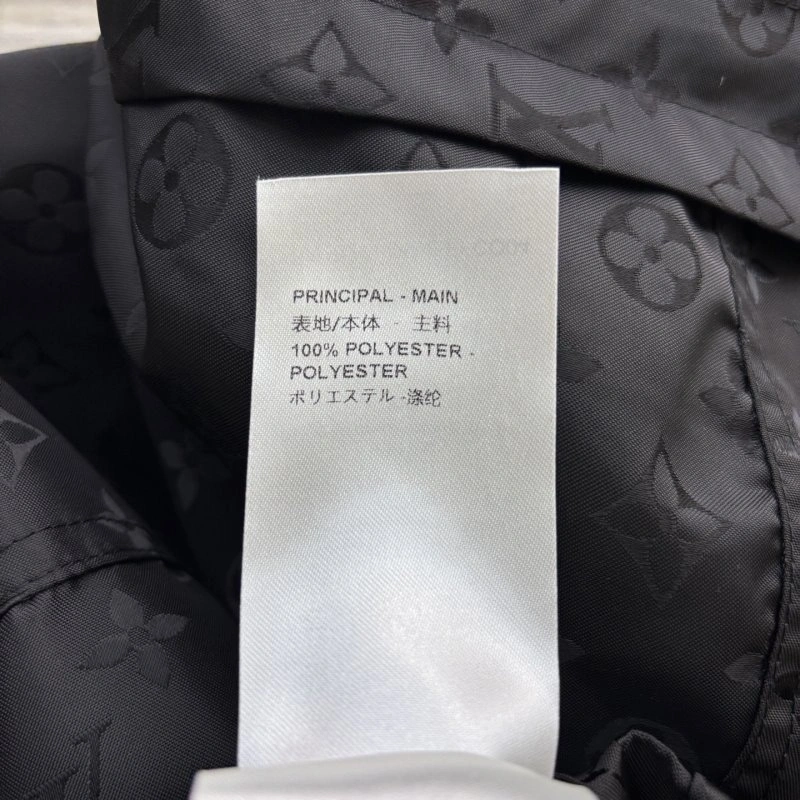 PRINCIPAL - MAIN
表地/本体 - 主料
100% POLYESTER -
POLYESTER
ポリエステル -涤纶